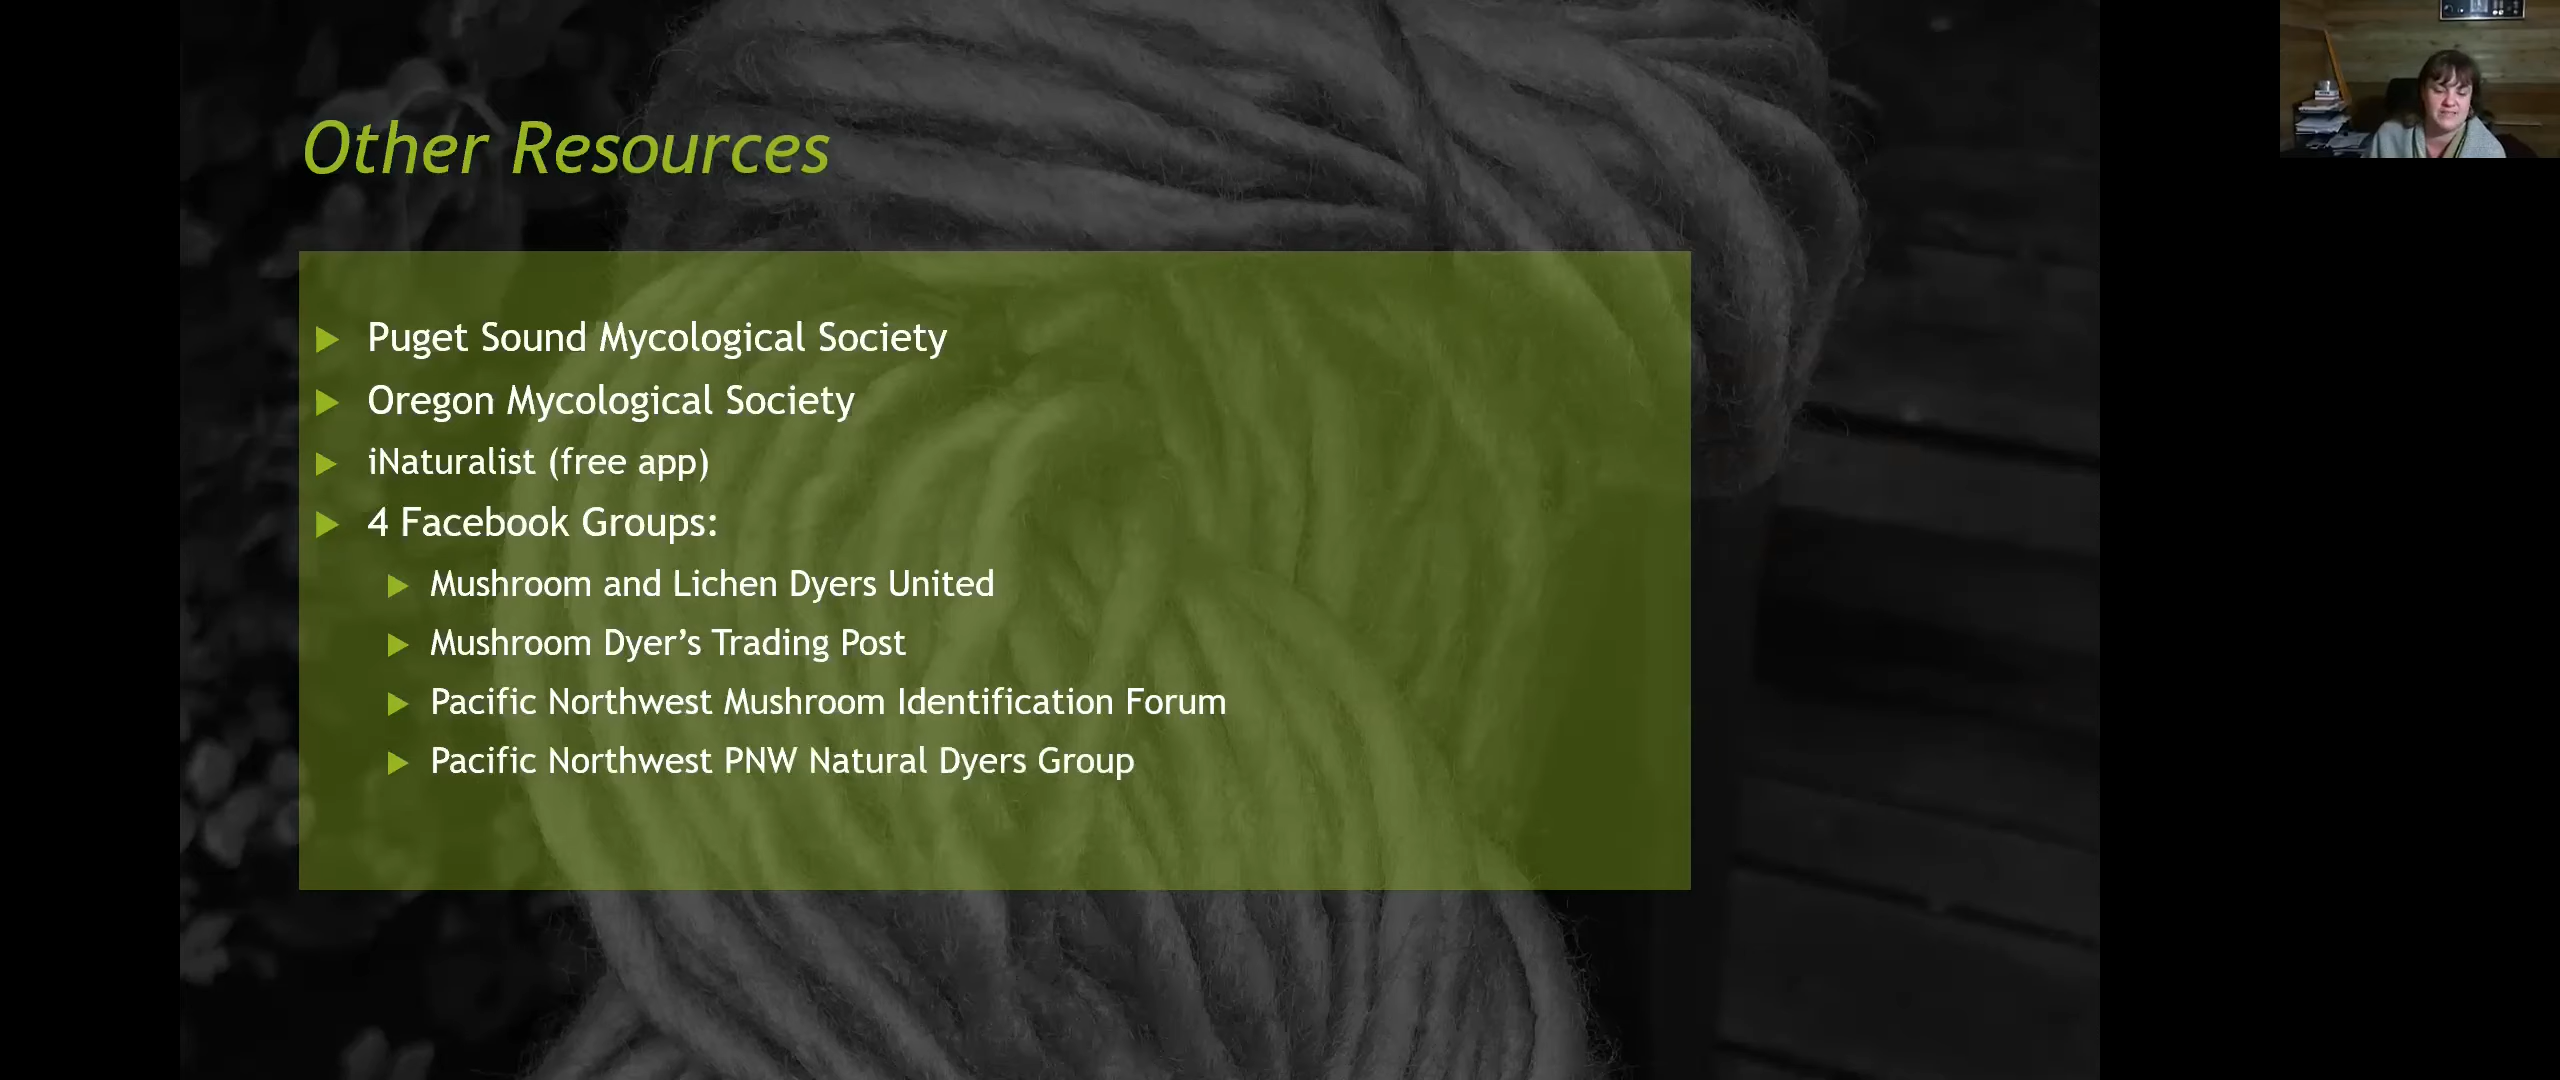 Other Resources
Puget Sound Mycological Society
Oregon Mycological Society
iNaturalist (free app)
4 Facebook Groups:
Mushroom and Lichen Dyers United
Mushroom Dyer’s Trading Post
Pacific Northwest Mushroom Identification Forum
Pacific Northwest PNW Natural Dyers Group